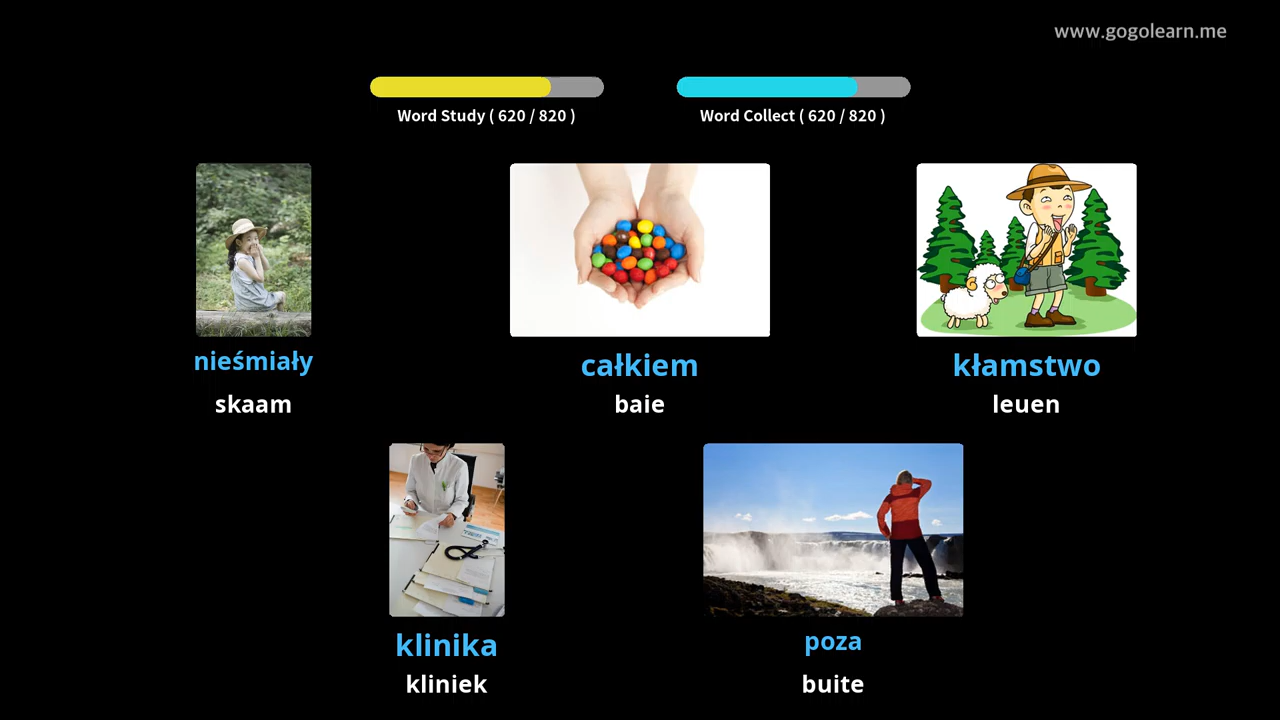 www.gogolearn.me
Word Study ( 620 / 820 )
Word Collect ( 620 / 820 )
nieśmiały
skaam
całkiem
baie
kłamstwo
leuen
klinika
kliniek
poza
buite